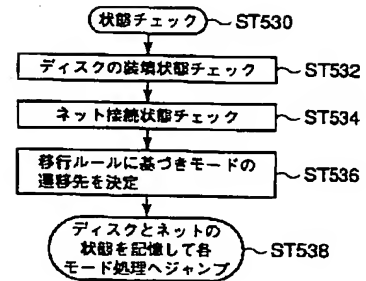 状態チェック ST530
ディスクの装填状態チェック ST532
ネット接続状態チェック ST534
移行ルールに基づきモードの
遷移先を決定 ST536
ディスクとネットの
状態を記憶して各
モード処理へジャンプ ST538